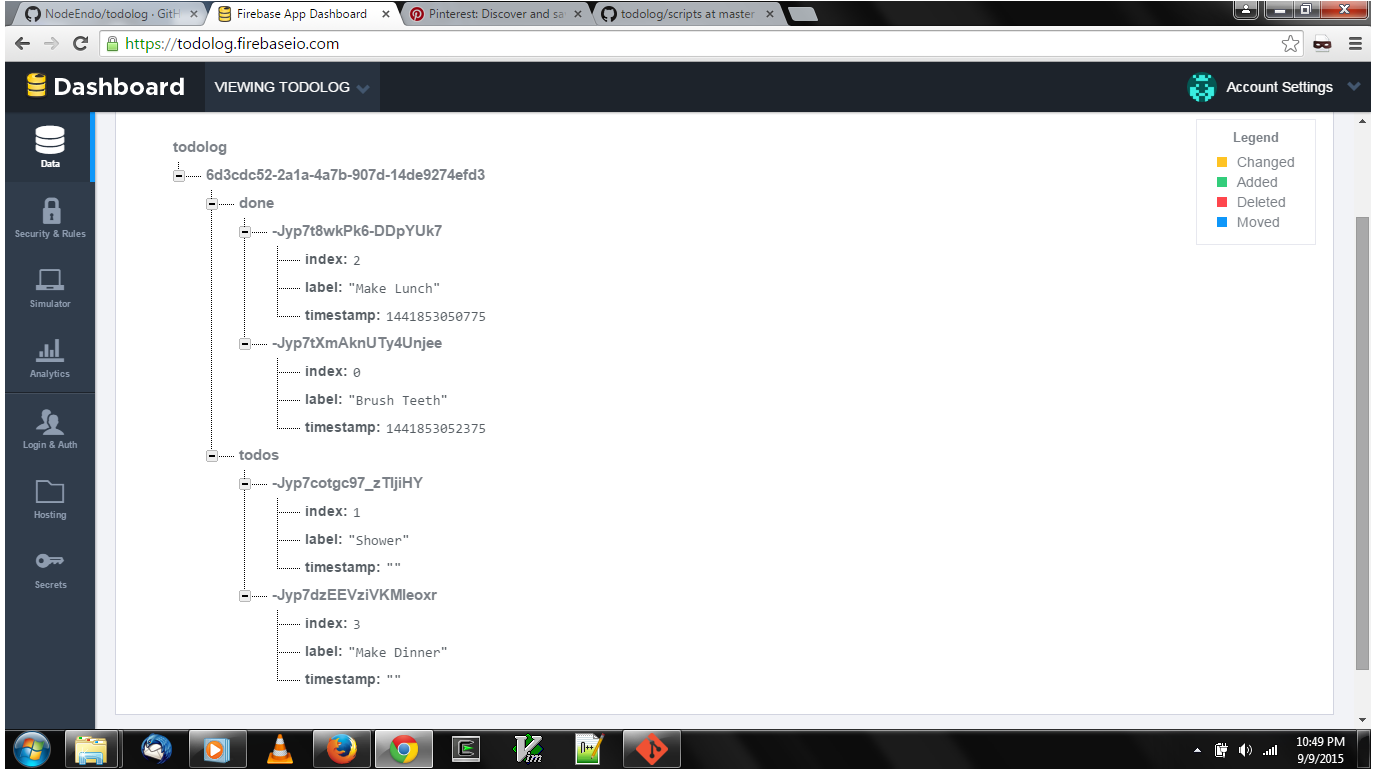 NodeEndo/todolog · GitH
Firebase App Dashboard
Pinterest: Discover and sa
todolog/scripts at master
https://todolog.firebaseio.com
Dashboard
VIEWING TODOLOG
Account Settings
Data
Security & Rules
Simulator
Analytics
Login & Auth
Hosting
Secrets
todolog
6d3cdc52-2a1a-4a7b-907d-14de9274efd3
done
-Jyp7t8wkPk6-DDpYUk7
index: 2
label: "Make Lunch"
timestamp: 1441853050775
-Jyp7tXmAknUTy4Unjee
index: 0
label: "Brush Teeth"
timestamp: 1441853052375
todos
-Jyp7cotgc97_zTIjiHY
index: 1
label: "Shower"
timestamp: ""
-Jyp7dzEEVziVKMleoxr
index: 3
label: "Make Dinner"
timestamp: ""
Legend
Changed
Added
Deleted
Moved
Vim
10:49 PM
9/9/2015